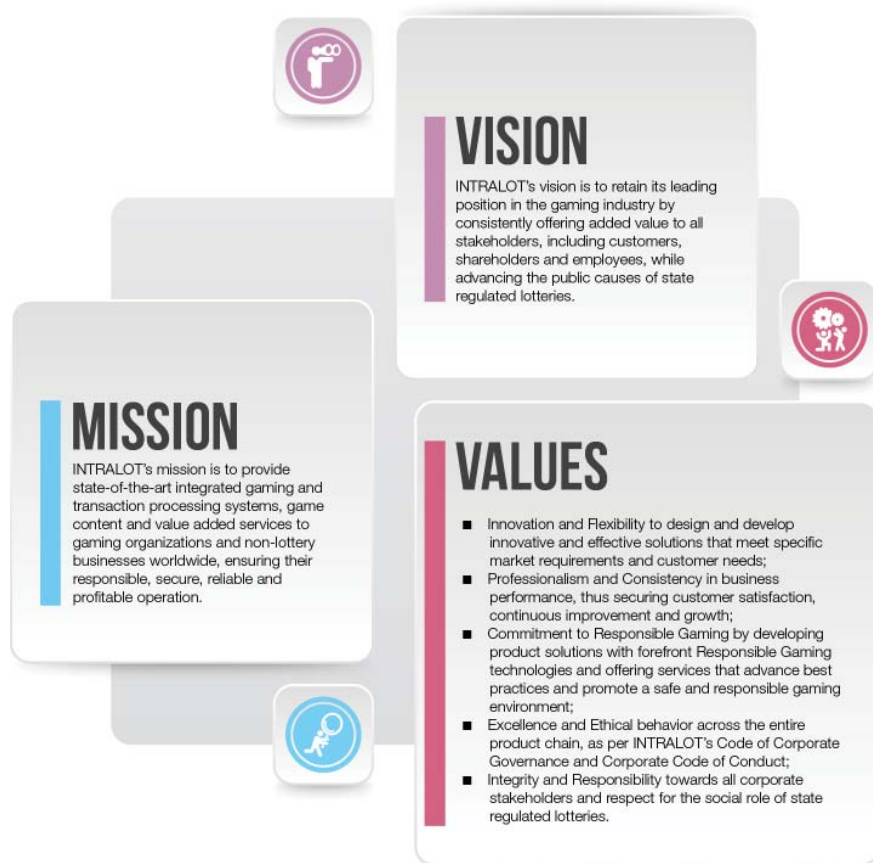 VISION
INTRALOT's vision is to retain its leading
position in the gaming industry by
consistently offering added value to all
stakeholders, including customers,
shareholders and employees, while
advancing the public causes of state
regulated lotteries.
MISSION
INTRALOT's mission is to provide
state-of-the-art integrated gaming and
transaction processing systems, game
content and value added services to
gaming organizations and non-lottery
businesses worldwide, ensuring their
responsible, secure, reliable and
profitable operation.
VALUES
■ Innovation and Flexibility to design and develop
innovative and effective solutions that meet specific
market requirements and customer needs;
■ Professionalism and Consistency in business
performance, thus securing customer satisfaction,
continuous improvement and growth;
■ Commitment to Responsible Gaming by developing
product solutions with forefront Responsible Gaming
technologies and offering services that advance best
practices and promote a safe and responsible gaming
environment;
■ Excellence and Ethical behavior across the entire
product chain, as per INTRALOT's Code of Corporate
Governance and Corporate Code of Conduct;
■ Integrity and Responsibility towards all corporate
stakeholders and respect for the social role of state
regulated lotteries.